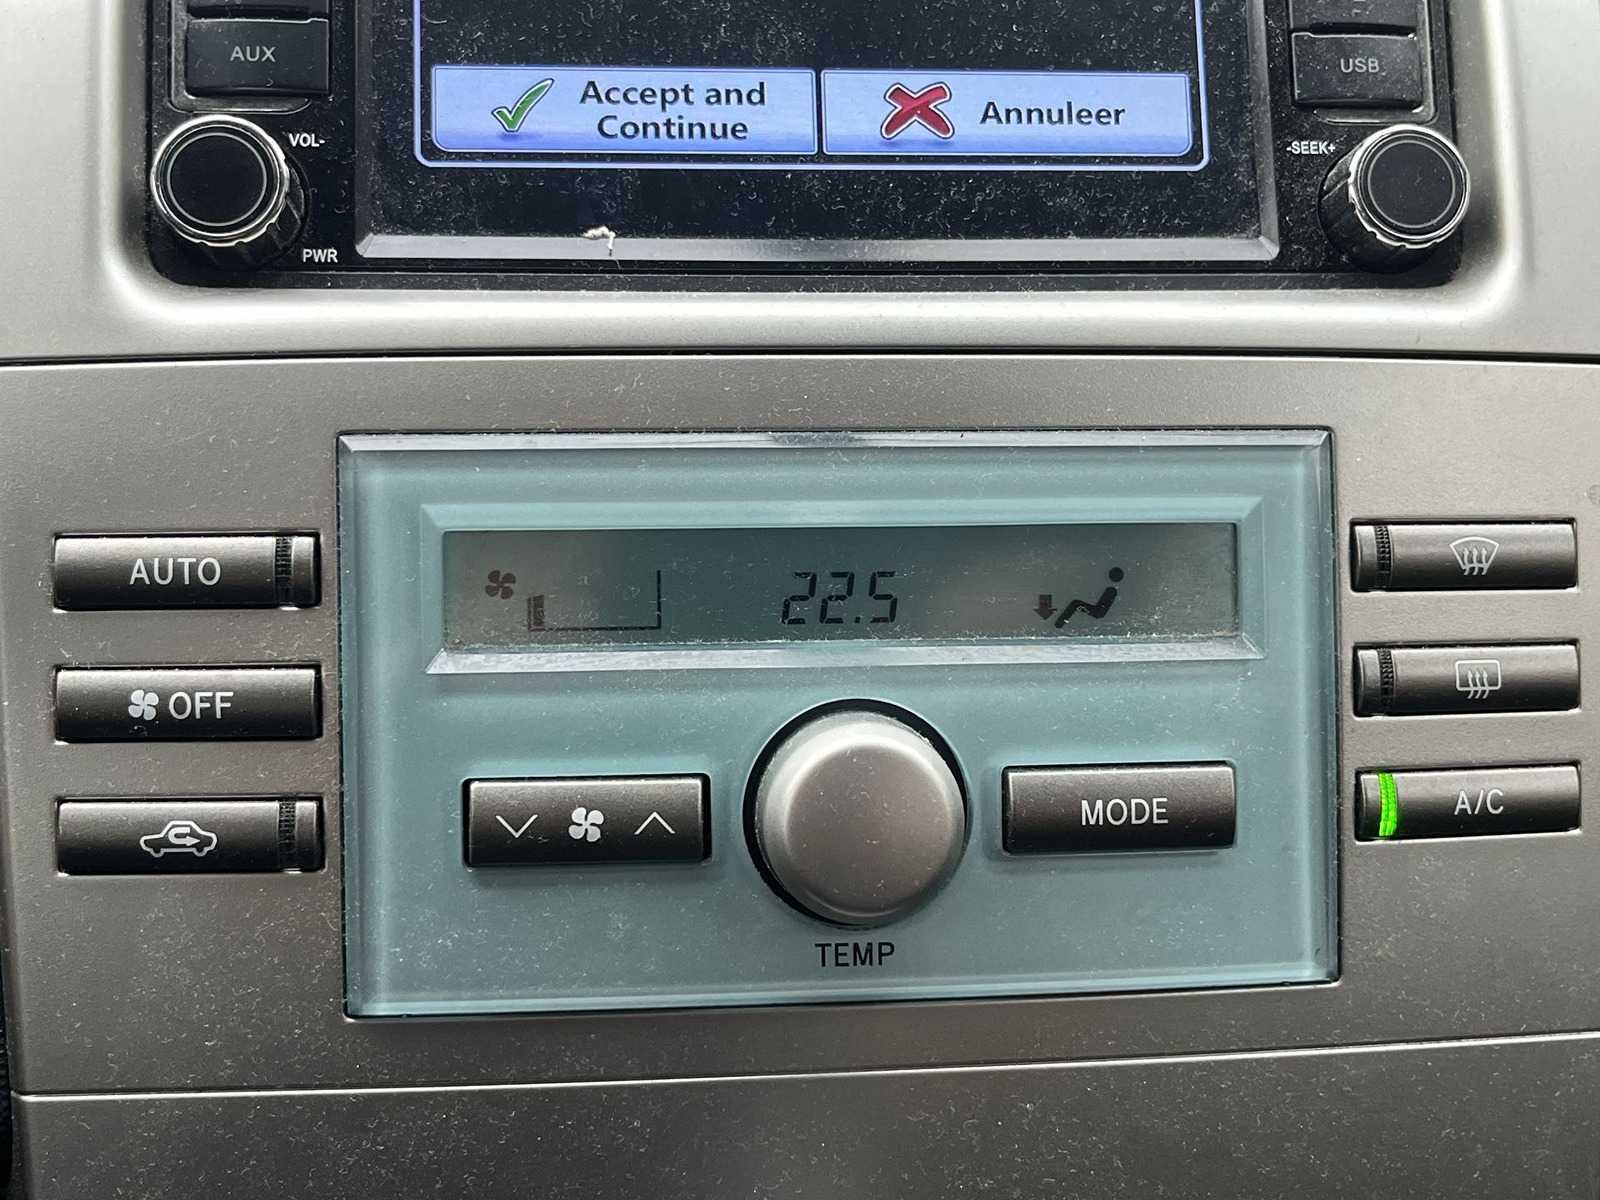 AUX
USB
Accept and
Continue
Annuleer
VOL-
-SEEK+
PWR
AUTO
22.5
OFF
MODE
A/C
TEMP